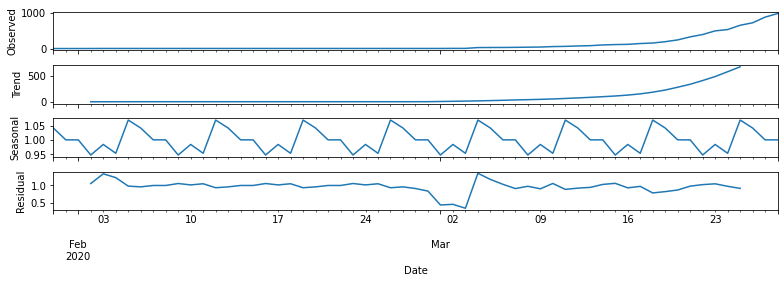 Observed
1000
0
Trend
500
0
Seasonal
1.05
1.00
0.95
Residual
1.0
0.5
03 10 17 24 02 09 16 23
Feb Mar
2020
Date